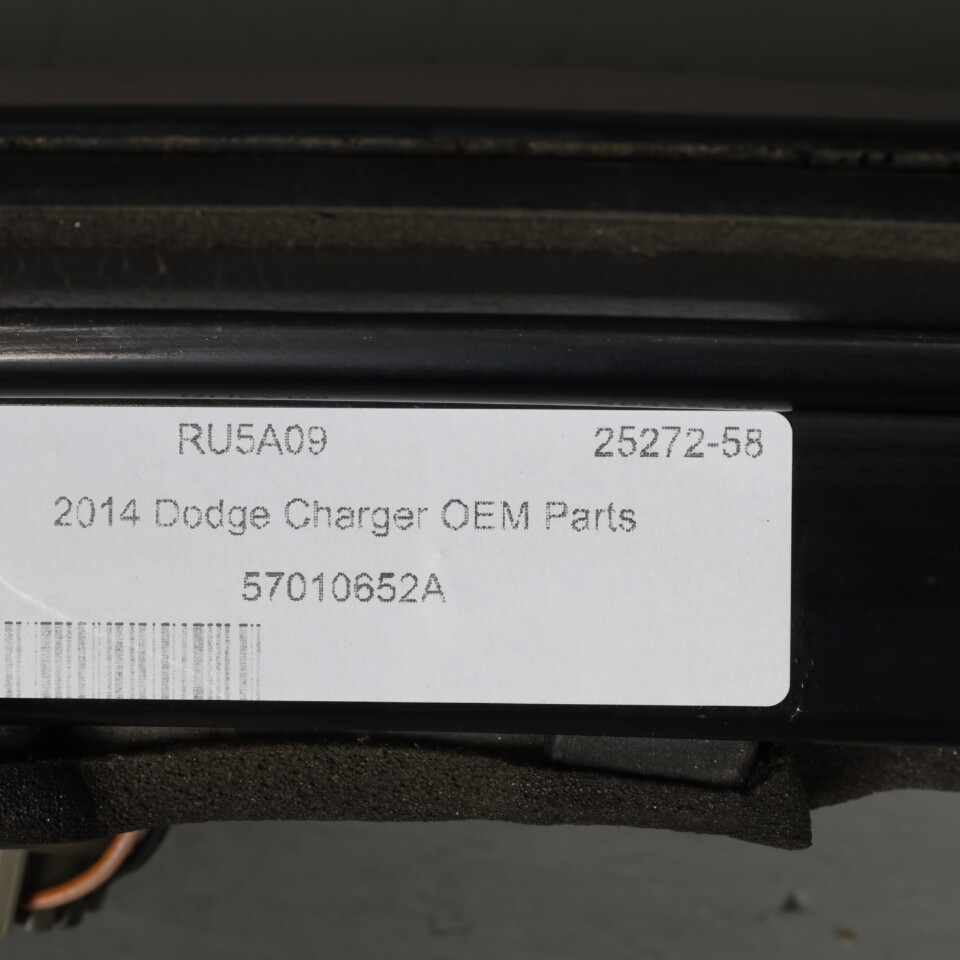 RU5A09 25272-58
2014 Dodge Charger OEM Parts
57010652A